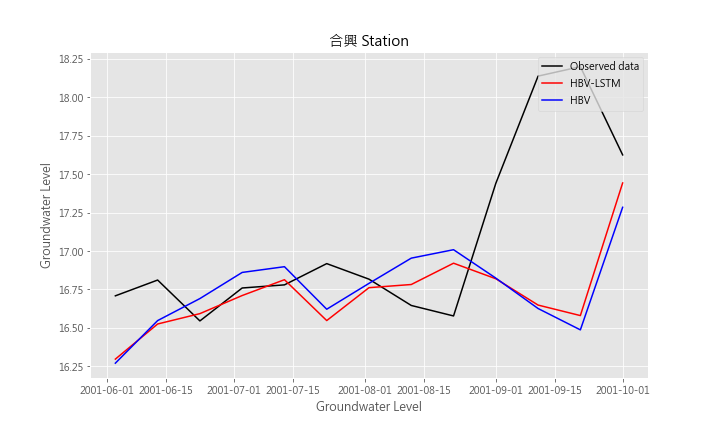 合興 Station
18.25
18.00
17.75
17.50
17.25
17.00
16.75
16.50
16.25
Groundwater Level
Observed data
HBV-LSTM
HBV
2001-06-01 2001-06-15 2001-07-01 2001-07-15 2001-08-01 2001-08-15 2001-09-01 2001-09-15 2001-10-01
Groundwater Level